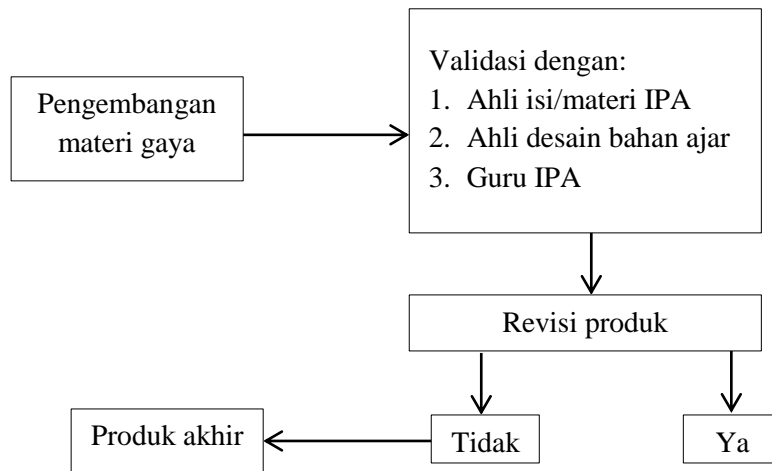 Pengembangan
materi gaya
Validasi dengan:
1. Ahli isi/materi IPA
2. Ahli desain bahan ajar
3. Guru IPA
Revisi produk
Produk akhir
Tidak
Ya